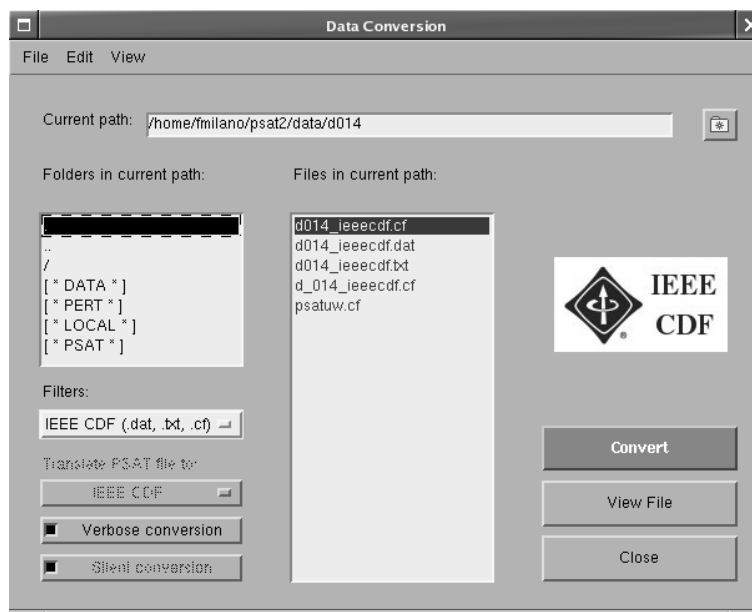 Data Conversion
File Edit View
Current path: /home/fmilano/psat2/data/d014
Folders in current path:
Files in current path:
.
..
/
[ * DATA * ]
[ * PERT * ]
[ * LOCAL * ]
[ * PSAT * ]
d014_ieeecdf.cf
d014_ieeecdf.dat
d014_ieeecdf.txt
d_014_ieeecdf.cf
psatuw.cf
IEEE
CDF
®
Filters:
IEEE CDF (.dat, .txt, .cf)
Translate PSAT file to:
IEEE CDF
Verbose conversion
Silent conversion
Convert
View File
Close